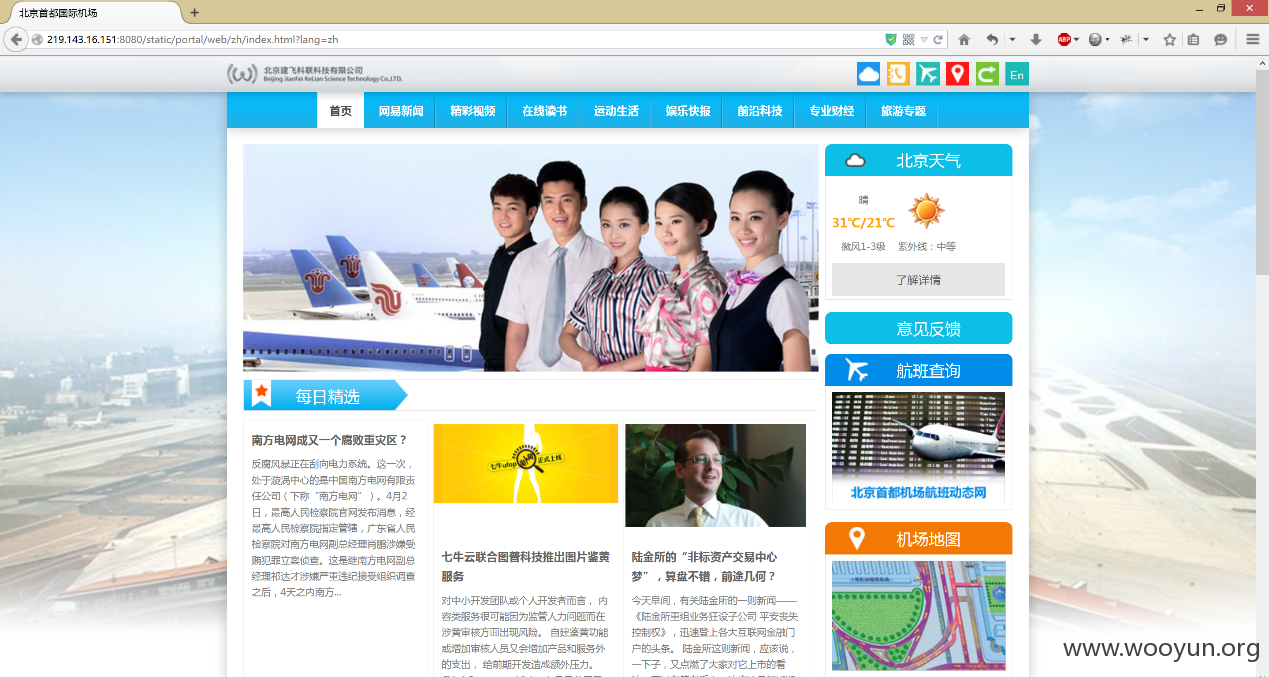 北京首都国际机场
219.143.16.151:8080/static/portal/web/zh/index.html?lang=zh
ABP
北京建飞科联科技有限公司
Beijing JianFei KeLian Science Technology Co.,LTD.
En
首页 网易新闻 精彩视频 在线读书 运动生活 娱乐快报 前沿科技 专业财经 旅游专题
北京天气
晴
31℃/21℃
微风1-3级 紫外线：中等
了解详情
意见反馈
航班查询
北京首都机场航班动态网
机场地图
每日精选
南方电网成又一个腐败重灾区？
反腐风暴正在刮向电力系统。这一次，
处于漩涡中心的是中国南方电网有限责
任公司（下称“南方电网”）。4月2
日，最高人民检察院官网发布消息，经
最高人民检察院指定管辖，广东省人民
检察院对南方电网副总经理肖鹏涉嫌受
贿犯罪立案侦查。这是继南方电网副总
经理祁达才涉嫌严重违纪接受组织调查
之后，4天之内南方...
七牛云联合图普科技推出图片鉴黄
服务
对中小开发团队或个人开发者而言， 内
容类服务很可能因为监管人力问题而在
涉黄审核方面出现风险。 自建鉴黄功能
或增加审核人员又会增加产品和服务外
的支出， 给前期开发造成额外压力。
陆金所的“非标资产交易中心
梦”，算盘不错，前途几何？
今天早间，有关陆金所的一则新闻——
《陆金所重组业务狂设子公司 平安丧失
控制权》，迅速登上各大互联网金融门
户的头条。 陆金所这则新闻，应该说，
一下子，又点燃了大家对它上市的看
www.wooyun.org